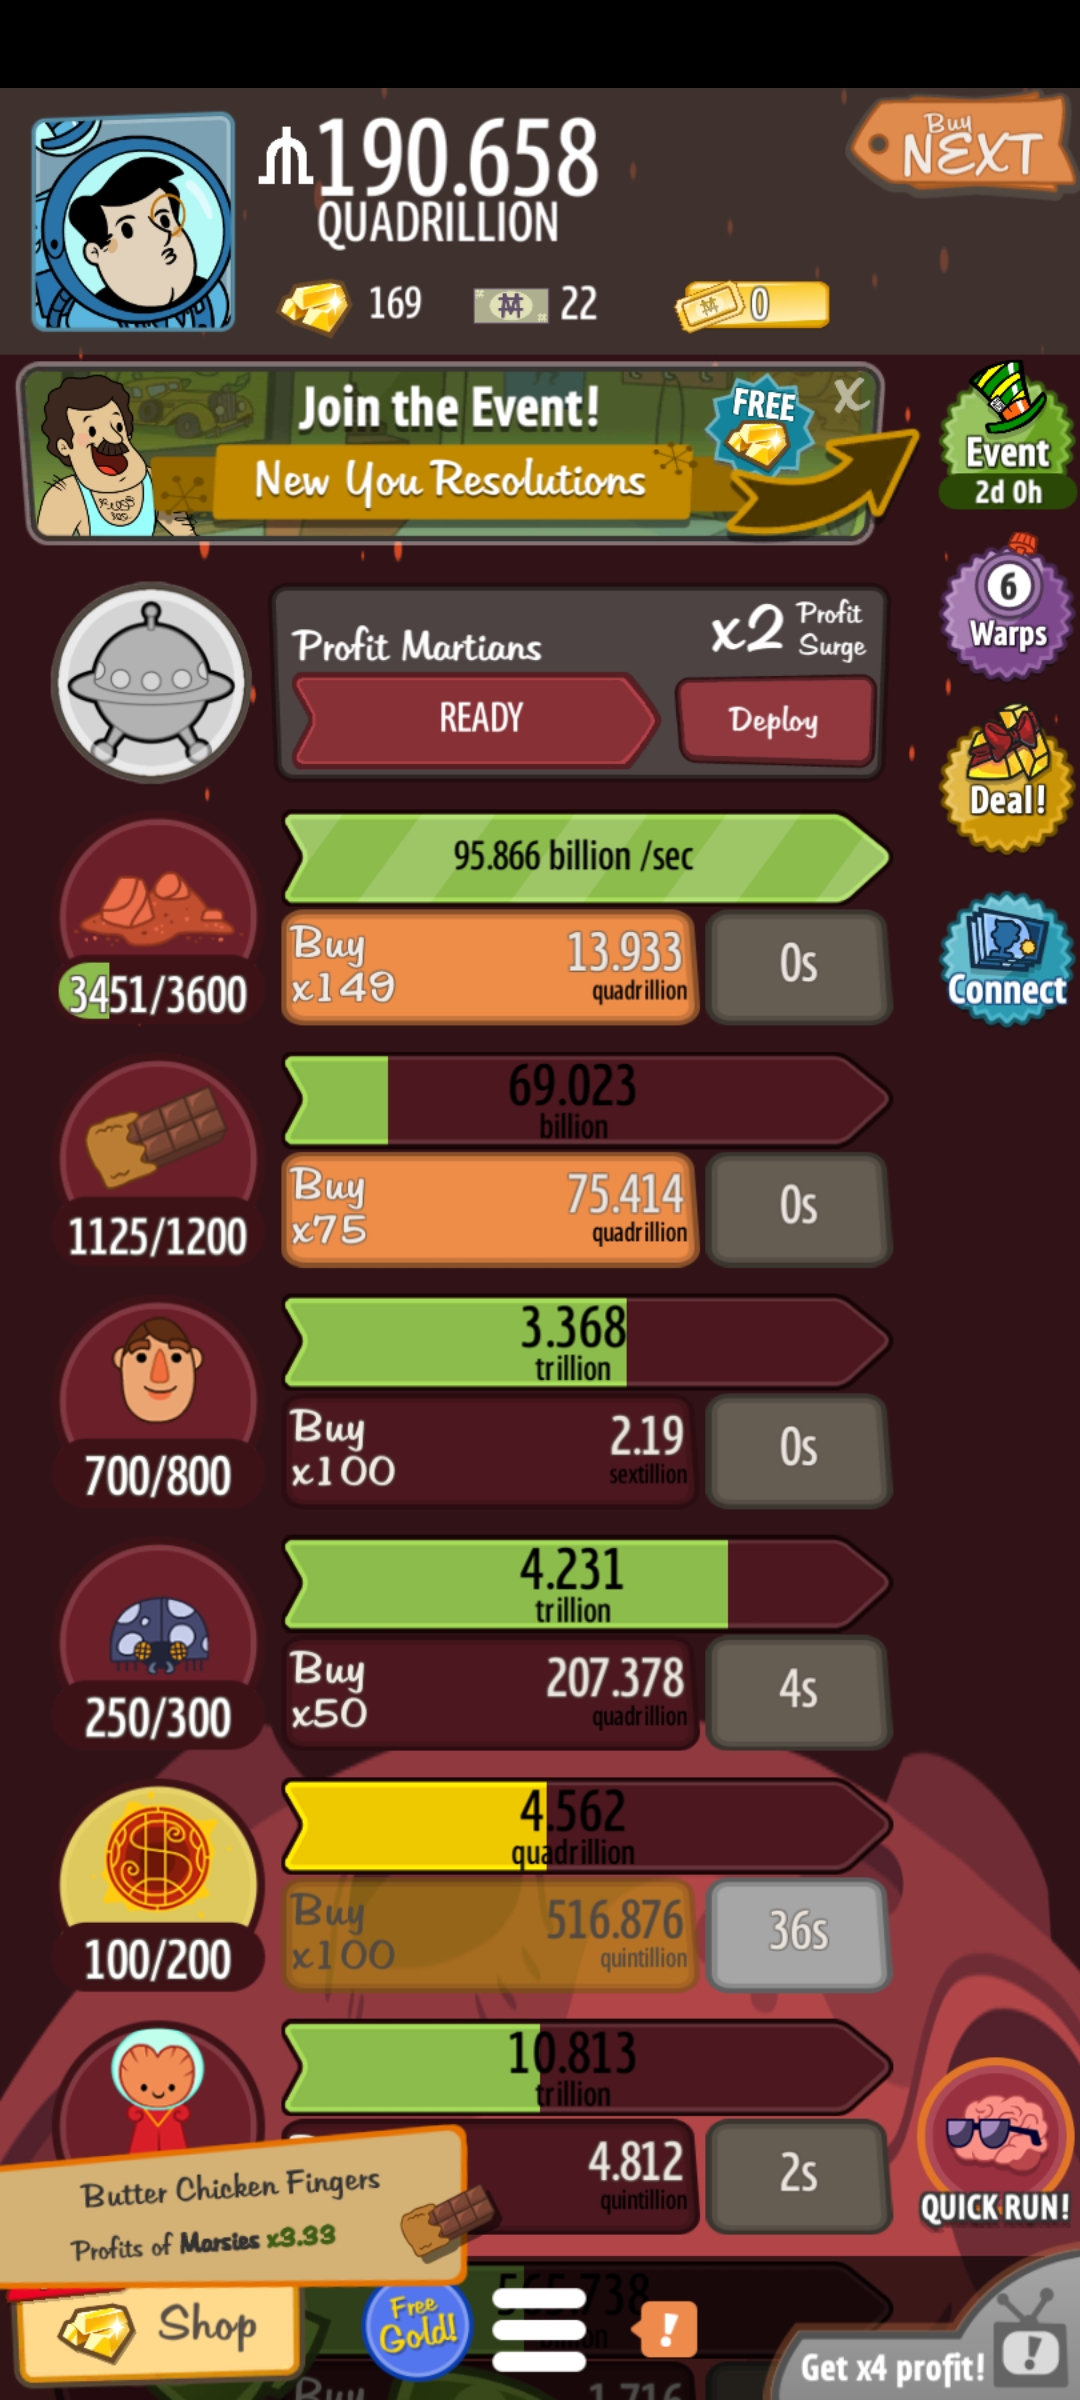 190.658
QUADRILLION
Buy
NEXT
169
22
0
Join the Event!
FREE
X
New You Resolutions
Event
2d 0h
6
Warps
Profit Martians
x2 Profit Surge
READY
Deploy
Deal!
95.866 billion /sec
Buy
x149
13.933
quadrillion
0s
3451/3600
Connect
69.023
billion
Buy
x75
75.414
quadrillion
0s
1125/1200
3.368
trillion
Buy
x100
2.19
sextillion
0s
700/800
4.231
trillion
Buy
x50
207.378
quadrillion
4s
250/300
4.562
quadrillion
Buy
x100
516.876
quintillion
36s
100/200
10.813
trillion
4.812
quintillion
2s
QUICK RUN!
Butter Chicken Fingers
Profits of Marsies x3.33
Shop
Free
Gold!
!
Get x4 profit!
!
Buy
1.716